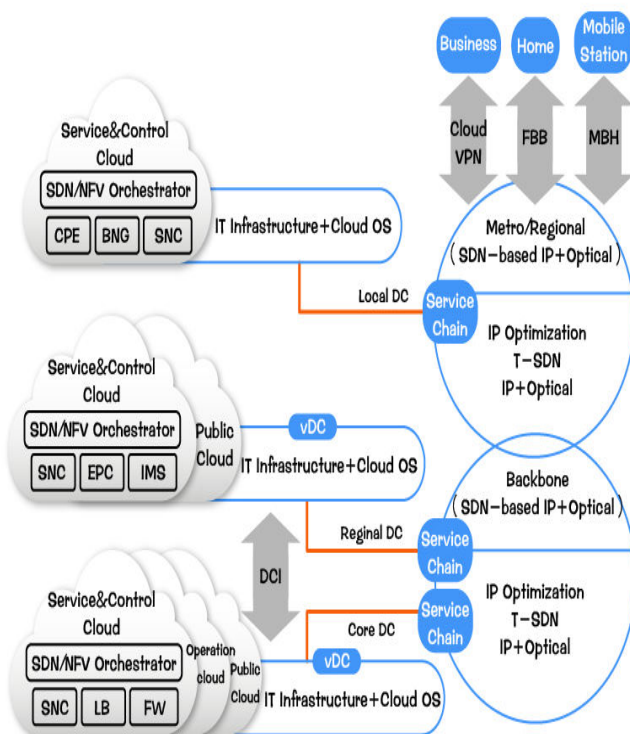 Business
Home
Mobile
Station
Cloud
VPN
FBB
MBH
Service&Control
Cloud
SDN/NFV Orchestrator
CPE
BNG
SNC
IT Infrastructure+Cloud OS
Metro/Regional
(SDN-based IP+Optical)
Local DC
Service
Chain
IP Optimization
T-SDN
IP+Optical
Service&Control
Cloud
SDN/NFV Orchestrator
SNC
EPC
IMS
Public
Cloud
vDC
IT Infrastructure+Cloud OS
Backbone
(SDN-based IP+Optical)
Reginal DC
Service
Chain
DCI
IP Optimization
T-SDN
IP+Optical
Service
Chain
Core DC
Service&Control
Cloud
SDN/NFV Orchestrator
SNC
LB
FW
Operation
cloud
Public
Cloud
vDC
IT Infrastructure+Cloud OS